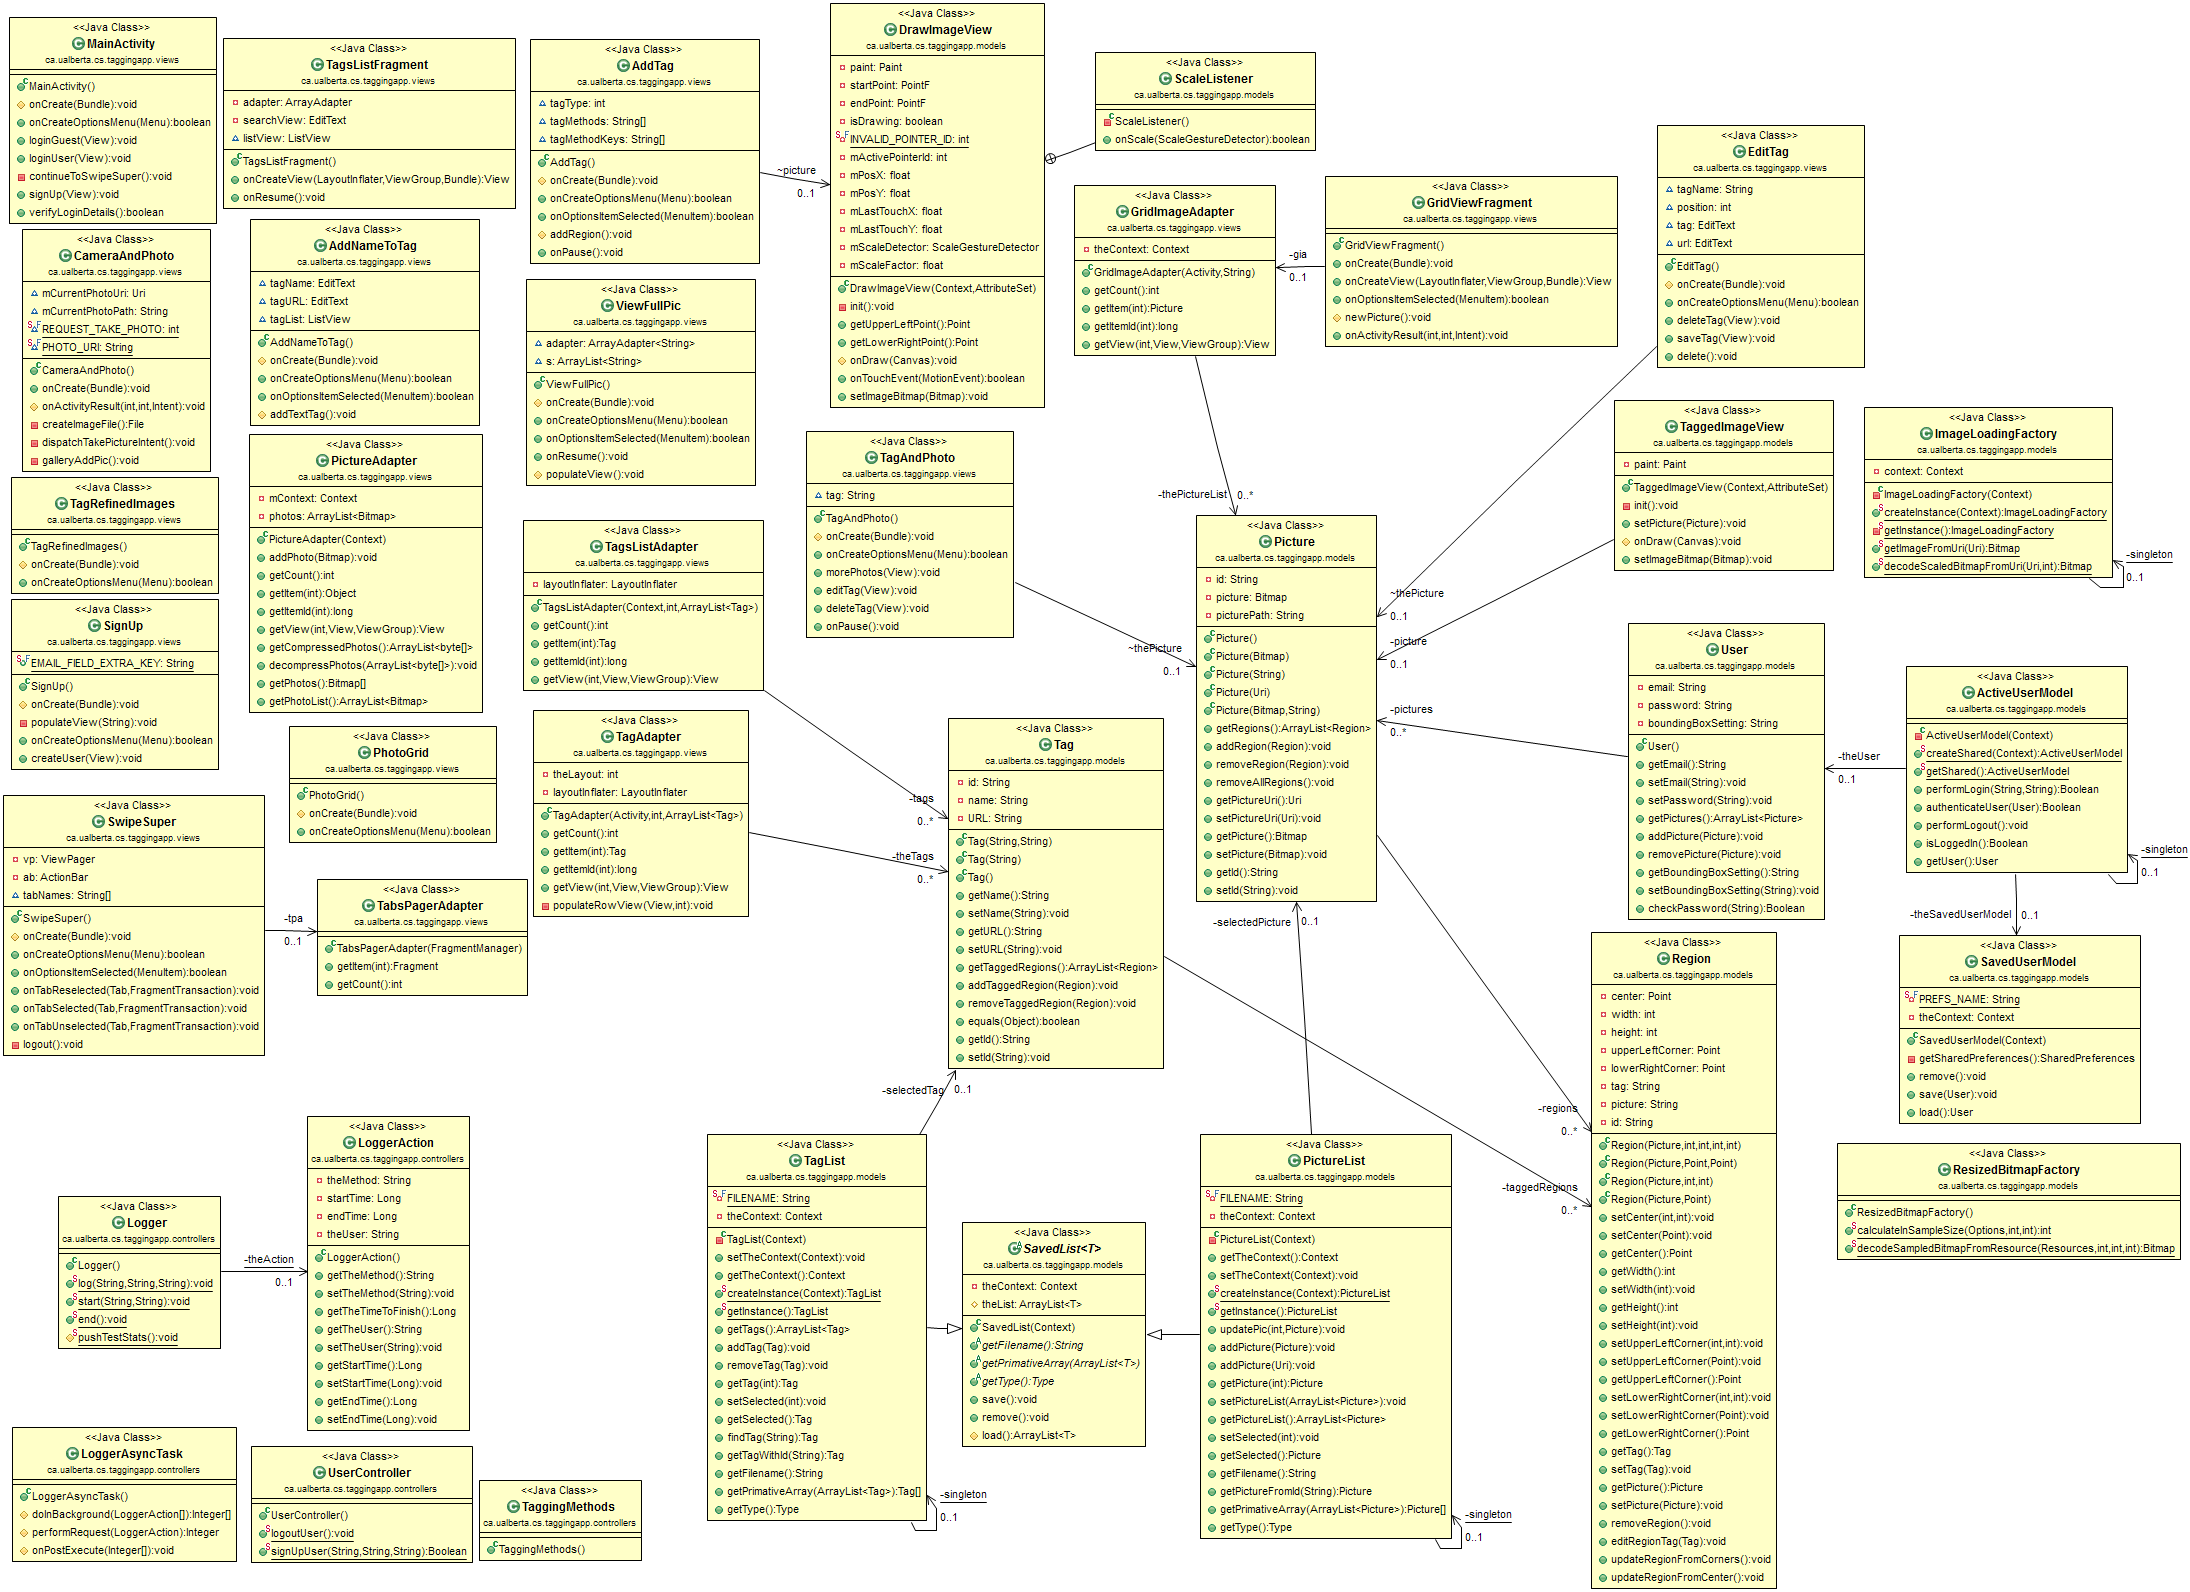 <<Java Class>>
MainActivity
ca.ualberta.cs.taggingapp.views
MainActivity()
onCreate(Bundle):void
onCreateOptionsMenu(Menu):boolean
loginGuest(View):void
loginUser(View):void
continueToSwipeSuper():void
signUp(View):void
verifyLoginDetails():boolean
<<Java Class>>
TagsListFragment
ca.ualberta.cs.taggingapp.views
adapter: ArrayAdapter
searchView: EditText
listView: ListView
TagsListFragment()
onCreateView(LayoutInflater,ViewGroup,Bundle):View
onResume():void
<<Java Class>>
AddTag
ca.ualberta.cs.taggingapp.views
tagType: int
tagMethods: String[]
tagMethodKeys: String[]
AddTag()
onCreate(Bundle):void
onCreateOptionsMenu(Menu):boolean
onOptionsItemSelected(MenuItem):boolean
addRegion():void
onPause():void
~picture
0..1
<<Java Class>>
DrawImageView
ca.ualberta.cs.taggingapp.models
paint: Paint
startPoint: PointF
endPoint: PointF
isDrawing: boolean
INVALID_POINTER_ID: int
mActivePointerId: int
mPosX: float
mPosY: float
mLastTouchX: float
mLastTouchY: float
mScaleDetector: ScaleGestureDetector
mScaleFactor: float
DrawImageView(Context,AttributeSet)
init():void
getUpperLeftPoint():Point
getLowerRightPoint():Point
onDraw(Canvas):void
onTouchEvent(MotionEvent):boolean
setImageBitmap(Bitmap):void
<<Java Class>>
ScaleListener
ca.ualberta.cs.taggingapp.models
ScaleListener()
onScale(ScaleGestureDetector):boolean
<<Java Class>>
GridImageAdapter
ca.ualberta.cs.taggingapp.views
theContext: Context
GridImageAdapter(Activity,String)
getCount():int
getItem(int):Picture
getItemId(int):long
getView(int,View,ViewGroup):View
-gia
0..1
<<Java Class>>
GridViewFragment
ca.ualberta.cs.taggingapp.views
GridViewFragment()
onCreate(Bundle):void
onCreateView(LayoutInflater,ViewGroup,Bundle):View
onOptionsItemSelected(MenuItem):boolean
newPicture():void
onActivityResult(int,int,Intent):void
<<Java Class>>
EditTag
ca.ualberta.cs.taggingapp.views
tagName: String
position: int
tag: EditText
url: EditText
EditTag()
onCreate(Bundle):void
onCreateOptionsMenu(Menu):boolean
deleteTag(View):void
saveTag(View):void
delete():void
<<Java Class>>
CameraAndPhoto
ca.ualberta.cs.taggingapp.views
mCurrentPhotoUri: Uri
mCurrentPhotoPath: String
REQUEST_TAKE_PHOTO: int
PHOTO_URI: String
CameraAndPhoto()
onCreate(Bundle):void
onActivityResult(int,int,Intent):void
createImageFile():File
dispatchTakePictureIntent():void
galleryAddPic():void
<<Java Class>>
AddNameToTag
ca.ualberta.cs.taggingapp.views
tagName: EditText
tagURL: EditText
tagList: ListView
AddNameToTag()
onCreate(Bundle):void
onCreateOptionsMenu(Menu):boolean
onOptionsItemSelected(MenuItem):boolean
addTextTag():void
<<Java Class>>
ViewFullPic
ca.ualberta.cs.taggingapp.views
adapter: ArrayAdapter<String>
s: ArrayList<String>
ViewFullPic()
onCreate(Bundle):void
onCreateOptionsMenu(Menu):boolean
onOptionsItemSelected(MenuItem):boolean
onResume():void
populateView():void
<<Java Class>>
TagAndPhoto
ca.ualberta.cs.taggingapp.views
tag: String
TagAndPhoto()
onCreate(Bundle):void
onCreateOptionsMenu(Menu):boolean
morePhotos(View):void
editTag(View):void
deleteTag(View):void
onPause():void
~thePicture
0..1
-thePictureList
0..*
<<Java Class>>
TaggedImageView
ca.ualberta.cs.taggingapp.models
paint: Paint
TaggedImageView(Context,AttributeSet)
init():void
setPicture(Picture):void
onDraw(Canvas):void
setImageBitmap(Bitmap):void
<<Java Class>>
ImageLoadingFactory
ca.ualberta.cs.taggingapp.models
context: Context
ImageLoadingFactory(Context)
createInstance(Context):ImageLoadingFactory
getInstance():ImageLoadingFactory
getImageFromUri(Uri):Bitmap
decodeScaledBitmapFromUri(Uri,int):Bitmap
-singleton
0..1
<<Java Class>>
TagRefinedImages
ca.ualberta.cs.taggingapp.views
TagRefinedImages()
onCreate(Bundle):void
onCreateOptionsMenu(Menu):boolean
<<Java Class>>
PictureAdapter
ca.ualberta.cs.taggingapp.views
mContext: Context
photos: ArrayList<Bitmap>
PictureAdapter(Context)
addPhoto(Bitmap):void
getCount():int
getItem(int):Object
getItemId(int):long
getView(int,View,ViewGroup):View
getCompressedPhotos():ArrayList<byte[]>
decompressPhotos(ArrayList<byte[]>):void
getPhotos():Bitmap[]
getPhotoList():ArrayList<Bitmap>
<<Java Class>>
TagsListAdapter
ca.ualberta.cs.taggingapp.views
layoutInflater: LayoutInflater
TagsListAdapter(Context,int,ArrayList<Tag>)
getCount():int
getItem(int):Tag
getItemId(int):long
getView(int,View,ViewGroup):View
-tags
0..*
<<Java Class>>
Picture
ca.ualberta.cs.taggingapp.models
id: String
picture: Bitmap
picturePath: String
Picture()
Picture(Bitmap)
Picture(String)
Picture(Uri)
Picture(Bitmap,String)
getRegions():ArrayList<Region>
addRegion(Region):void
removeRegion(Region):void
removeAllRegions():void
getPictureUri():Uri
setPictureUri(Uri):void
getPicture():Bitmap
setPicture(Bitmap):void
getId():String
setId(String):void
~thePicture
0..1
-picture
0..1
-pictures
0..*
<<Java Class>>
User
ca.ualberta.cs.taggingapp.models
email: String
password: String
boundingBoxSetting: String
User()
getEmail():String
setEmail(String):void
setPassword(String):void
getPictures():ArrayList<Picture>
addPicture(Picture):void
removePicture(Picture):void
getBoundingBoxSetting():String
setBoundingBoxSetting(String):void
checkPassword(String):Boolean
-theUser
0..1
<<Java Class>>
ActiveUserModel
ca.ualberta.cs.taggingapp.models
ActiveUserModel(Context)
createShared(Context):ActiveUserModel
getShared():ActiveUserModel
performLogin(String,String):Boolean
authenticateUser(User):Boolean
performLogout():void
isLoggedIn():Boolean
getUser():User
-singleton
0..1
-theSavedUserModel
0..1
<<Java Class>>
SignUp
ca.ualberta.cs.taggingapp.views
EMAIL_FIELD_EXTRA_KEY: String
SignUp()
onCreate(Bundle):void
populateView(String):void
onCreateOptionsMenu(Menu):boolean
createUser(View):void
<<Java Class>>
PhotoGrid
ca.ualberta.cs.taggingapp.views
PhotoGrid()
onCreate(Bundle):void
onCreateOptionsMenu(Menu):boolean
<<Java Class>>
TagAdapter
ca.ualberta.cs.taggingapp.views
theLayout: int
layoutInflater: LayoutInflater
TagAdapter(Activity,int,ArrayList<Tag>)
getCount():int
getItem(int):Tag
getItemId(int):long
getView(int,View,ViewGroup):View
populateRowView(View,int):void
-theTags
0..*
<<Java Class>>
Tag
ca.ualberta.cs.taggingapp.models
id: String
name: String
URL: String
Tag(String,String)
Tag(String)
Tag()
getName():String
setName(String):void
getURL():String
setURL(String):void
getTaggedRegions():ArrayList<Region>
addTaggedRegion(Region):void
removeTaggedRegion(Region):void
equals(Object):boolean
getId():String
setId(String):void
-selectedPicture
0..1
<<Java Class>>
SwipeSuper
ca.ualberta.cs.taggingapp.views
vp: ViewPager
ab: ActionBar
tabNames: String[]
SwipeSuper()
onCreate(Bundle):void
onCreateOptionsMenu(Menu):boolean
onOptionsItemSelected(MenuItem):boolean
onTabReselected(Tab,FragmentTransaction):void
onTabSelected(Tab,FragmentTransaction):void
onTabUnselected(Tab,FragmentTransaction):void
logout():void
-tpa
0..1
<<Java Class>>
TabsPagerAdapter
ca.ualberta.cs.taggingapp.views
TabsPagerAdapter(FragmentManager)
getItem(int):Fragment
getCount():int
<<Java Class>>
Region
ca.ualberta.cs.taggingapp.models
center: Point
width: int
height: int
upperLeftCorner: Point
lowerRightCorner: Point
tag: String
picture: String
id: String
Region(Picture,int,int,int,int)
Region(Picture,Point,Point)
Region(Picture,int,int)
Region(Picture,Point)
setCenter(int,int):void
setCenter(Point):void
getCenter():Point
getWidth():int
setWidth(int):void
getHeight():int
setHeight(int):void
setUpperLeftCorner(int,int):void
setUpperLeftCorner(Point):void
getUpperLeftCorner():Point
setLowerRightCorner(int,int):void
setLowerRightCorner(Point):void
getLowerRightCorner():Point
getTag():Tag
setTag(Tag):void
getPicture():Picture
setPicture(Picture):void
removeRegion():void
editRegionTag(Tag):void
updateRegionFromCorners():void
updateRegionFromCenter():void
-regions
0..*
-taggedRegions
0..*
<<Java Class>>
SavedUserModel
ca.ualberta.cs.taggingapp.models
PREFS_NAME: String
theContext: Context
SavedUserModel(Context)
getSharedPreferences():SharedPreferences
remove():void
save(User):void
load():User
<<Java Class>>
ResizedBitmapFactory
ca.ualberta.cs.taggingapp.models
ResizedBitmapFactory()
calculateInSampleSize(Options,int,int):int
decodeSampledBitmapFromResource(Resources,int,int,int):Bitmap
-selectedTag
0..1
<<Java Class>>
LoggerAction
ca.ualberta.cs.taggingapp.controllers
theMethod: String
startTime: Long
endTime: Long
theUser: String
LoggerAction()
getTheMethod():String
setTheMethod(String):void
getTheTimeToFinish():Long
getTheUser():String
setTheUser(String):void
getStartTime():Long
setStartTime(Long):void
getEndTime():Long
setEndTime(Long):void
<<Java Class>>
Logger
ca.ualberta.cs.taggingapp.controllers
Logger()
log(String,String,String):void
start(String,String):void
end():void
pushTestStats():void
-theAction
0..1
<<Java Class>>
TagList
ca.ualberta.cs.taggingapp.models
FILENAME: String
theContext: Context
TagList(Context)
setTheContext(Context):void
getTheContext():Context
createInstance(Context):TagList
getInstance():TagList
getTags():ArrayList<Tag>
addTag(Tag):void
removeTag(Tag):void
getTag(int):Tag
setSelected(int):void
getSelected():Tag
findTag(String):Tag
getTagWithId(String):Tag
getFilename():String
getPrimativeArray(ArrayList<Tag>):Tag[]
getType():Type
-singleton
0..1
<<Java Class>>
SavedList<T>
ca.ualberta.cs.taggingapp.models
theContext: Context
theList: ArrayList<T>
SavedList(Context)
getFilename():String
getPrimativeArray(ArrayList<T>)
getType():Type
save():void
remove():void
load():ArrayList<T>
<<Java Class>>
PictureList
ca.ualberta.cs.taggingapp.models
FILENAME: String
theContext: Context
PictureList(Context)
getTheContext():Context
setTheContext(Context):void
createInstance(Context):PictureList
getInstance():PictureList
updatePic(int,Picture):void
addPicture(Picture):void
addPicture(Uri):void
getPicture(int):Picture
setPictureList(ArrayList<Picture>):void
getPictureList():ArrayList<Picture>
setSelected(int):void
getSelected():Picture
getFilename():String
getPictureFromId(String):Picture
getPrimativeArray(ArrayList<Picture>):Picture[]
getType():Type
-singleton
0..1
<<Java Class>>
LoggerAsyncTask
ca.ualberta.cs.taggingapp.controllers
LoggerAsyncTask()
doInBackground(LoggerAction[]):Integer[]
performRequest(LoggerAction):Integer
onPostExecute(Integer[]):void
<<Java Class>>
UserController
ca.ualberta.cs.taggingapp.controllers
UserController()
logoutUser():void
signUpUser(String,String,String):Boolean
<<Java Class>>
TaggingMethods
ca.ualberta.cs.taggingapp.controllers
TaggingMethods()